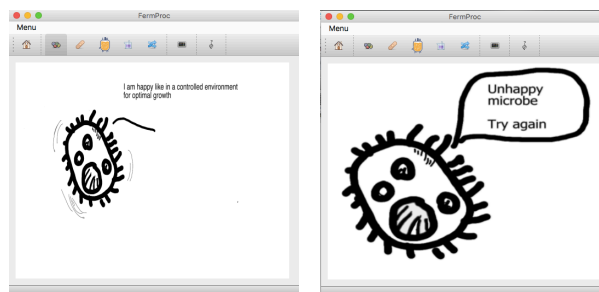 FermProc
Menu
I am happy like in a controlled environment
for optimal growth
FermProc
Menu
Unhappy
microbe
Try again